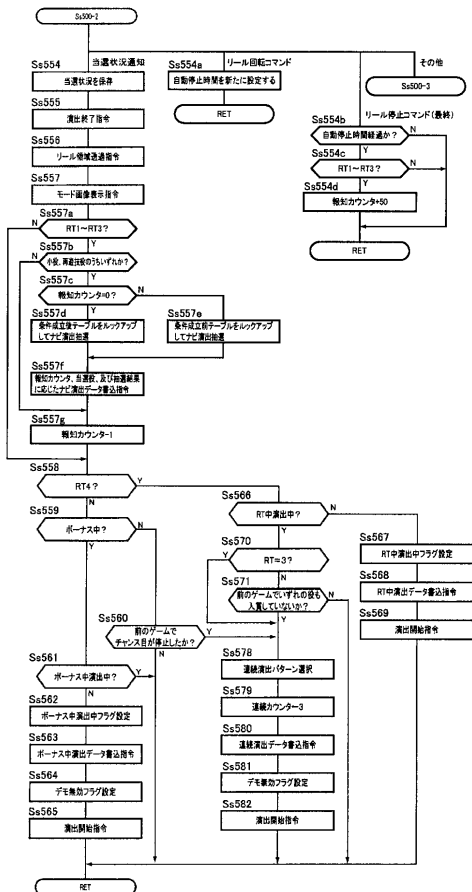 Ss500-2
当選状況通知
リール回転コマンド
その他
Ss554
当選状況を保存
Ss554a
自動停止時間を新たに設定する
Ss500-3
Ss555
演出終了指令
RET
リール停止コマンド(最終)
Ss554b
自動停止時間経過か?
N
Y
Ss556
リール領域透過指令
Ss554c
RT1~RT3?
N
Y
Ss557
モード画像表示指令
Ss554d
報知カウンタ+50
Ss557a
N
RT1~RT3?
Y
RET
Ss557b
N
小役、再遊技役のうちいずれか?
Y
Ss557c
報知カウンタ=0?
N
Y
Ss557d
条件成立後テーブルをルックアップ
してナビ演出抽選
Ss557e
条件成立前テーブルをルックアップ
してナビ演出抽選
Ss557f
報知カウンタ、当選役、及び抽選結果
に応じたナビ演出データ書込指令
Ss557g
報知カウンタ-1
Ss558
RT4?
Y
N
Ss559
ボーナス中?
N
Y
Ss566
RT中演出中?
N
Y
Ss567
RT中演出中フラグ設定
Ss570
Y
RT=3?
N
Ss568
RT中演出データ書込指令
Ss571
前のゲームでいずれの役も
入賞していないか?
N
Y
Ss569
演出開始指令
Ss560
前のゲームで
チャンス目が停止したか?
Y
N
Ss561
ボーナス中演出中?
Y
N
Ss578
連続演出パターン選択
Ss562
ボーナス中演出中フラグ設定
Ss579
連続カウンタ=3
Ss563
ボーナス中演出データ書込指令
Ss580
連続演出データ書込指令
Ss564
デモ無効フラグ設定
Ss581
デモ無効フラグ設定
Ss565
演出開始指令
Ss582
演出開始指令
RET